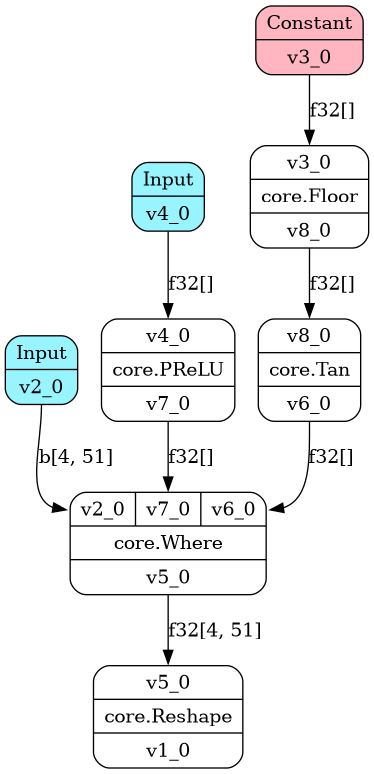 Constant
v3_0
f32[]
v3_0
core.Floor
v8_0
Input
v4_0
f32[]
f32[]
v4_0
core.PReLU
v7_0
v8_0
core.Tan
v6_0
Input
v2_0
b[4, 51]
f32[]
f32[]
v2_0 v7_0 v6_0
core.Where
v5_0
f32[4, 51]
v5_0
core.Reshape
v1_0